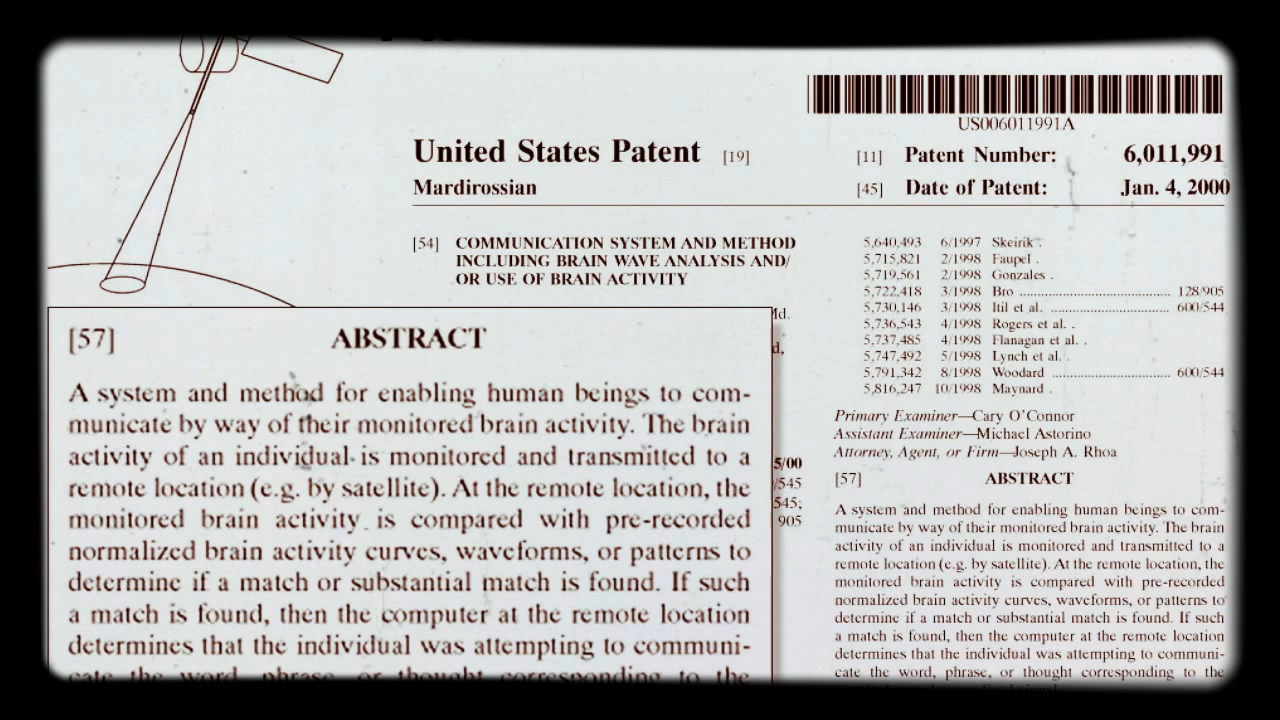 US006011991A
United States Patent [19]
[11] Patent Number: 6,011,991
Mardirossian
[45] Date of Patent: Jan. 4, 2000
[54] COMMUNICATION SYSTEM AND METHOD
INCLUDING BRAIN WAVE ANALYSIS AND/
OR USE OF BRAIN ACTIVITY
Md.
d,
5/00
/545
545;
905
[57] ABSTRACT
A system and method for enabling human beings to com-
municate by way of their monitored brain activity. The brain
activity of an individual is monitored and transmitted to a
remote location (e.g. by satellite). At the remote location, the
monitored brain activity is compared with pre-recorded
normalized brain activity curves, waveforms, or patterns to
determine if a match or substantial match is found. If such
a match is found, then the computer at the remote location
determines that the individual was attempting to communi-
cate the word, phrase, or thought corresponding to the
5,640,493 6/1997 Skeirik .
5,715,821 2/1998 Faupel .
5,719,561 2/1998 Gonzales .
5,722,418 3/1998 Bro ........................................ 128/905
5,730,146 3/1998 Itil et al. ................................ 600/544
5,736,543 4/1998 Rogers et al. .
5,737,485 4/1998 Flanagan et al. .
5,747,492 5/1998 Lynch et al. .
5,791,342 8/1998 Woodard ................................ 600/544
5,816,247 10/1998 Maynard .
Primary Examiner—Cary O'Connor
Assistant Examiner—Michael Astorino
Attorney, Agent, or Firm—Joseph A. Rhoa
[57] ABSTRACT
A system and method for enabling human beings to com-
municate by way of their monitored brain activity. The brain
activity of an individual is monitored and transmitted to a
remote location (e.g. by satellite). At the remote location, the
monitored brain activity is compared with pre-recorded
normalized brain activity curves, waveforms, or patterns to
determine if a match or substantial match is found. If such
a match is found, then the computer at the remote location
determines that the individual was attempting to communi-
cate the word, phrase, or thought corresponding to the